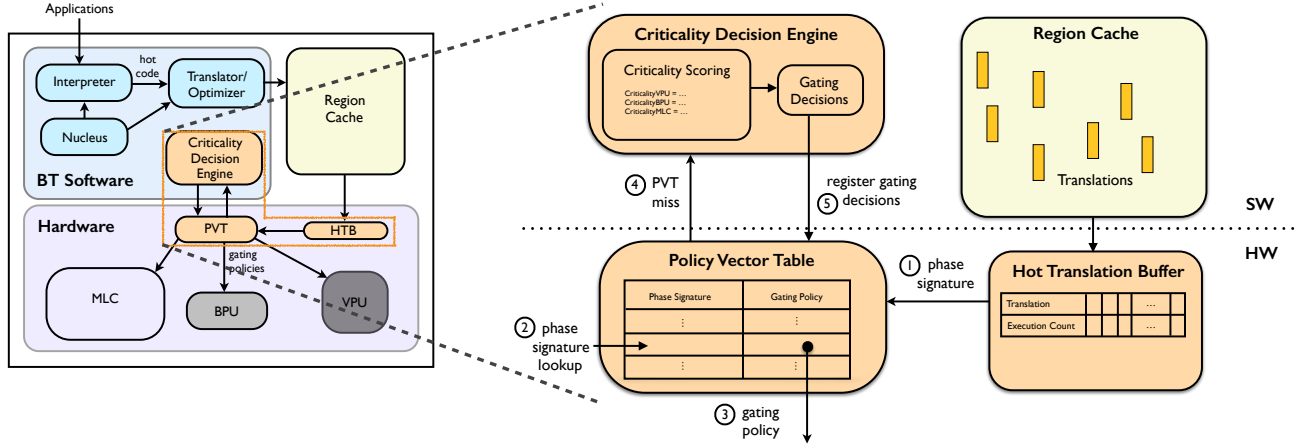 Applications
Interpreter
hot
code
Translator/
Optimizer
Nucleus
Criticality
Decision
Engine
BT Software
Region
Cache
Hardware
PVT
HTB
gating
policies
MLC
BPU
VPU
Criticality Decision Engine
Criticality Scoring
CriticalityVPU = ...
CriticalityBPU = ...
CriticalityMLC = ...
Gating
Decisions
Region Cache
Translations
4 PVT
miss
5 register gating
decisions
SW
HW
Policy Vector Table
Phase Signature Gating Policy
⋮ ⋮
⋮ ⋮
1 phase
signature
2 phase
signature
lookup
3 gating
policy
Hot Translation Buffer
Translation ...
Execution Count ...